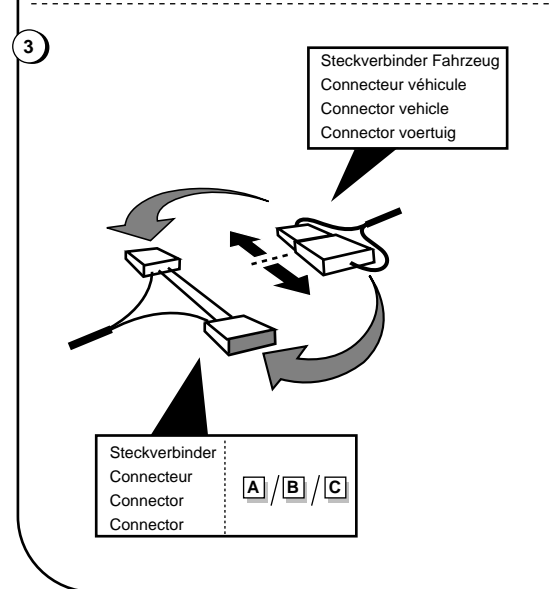 3
Steckverbinder Fahrzeug
Connecteur véhicule
Connector vehicle
Connector voertuig
Steckverbinder
Connecteur
Connector
Connector
A / B / C